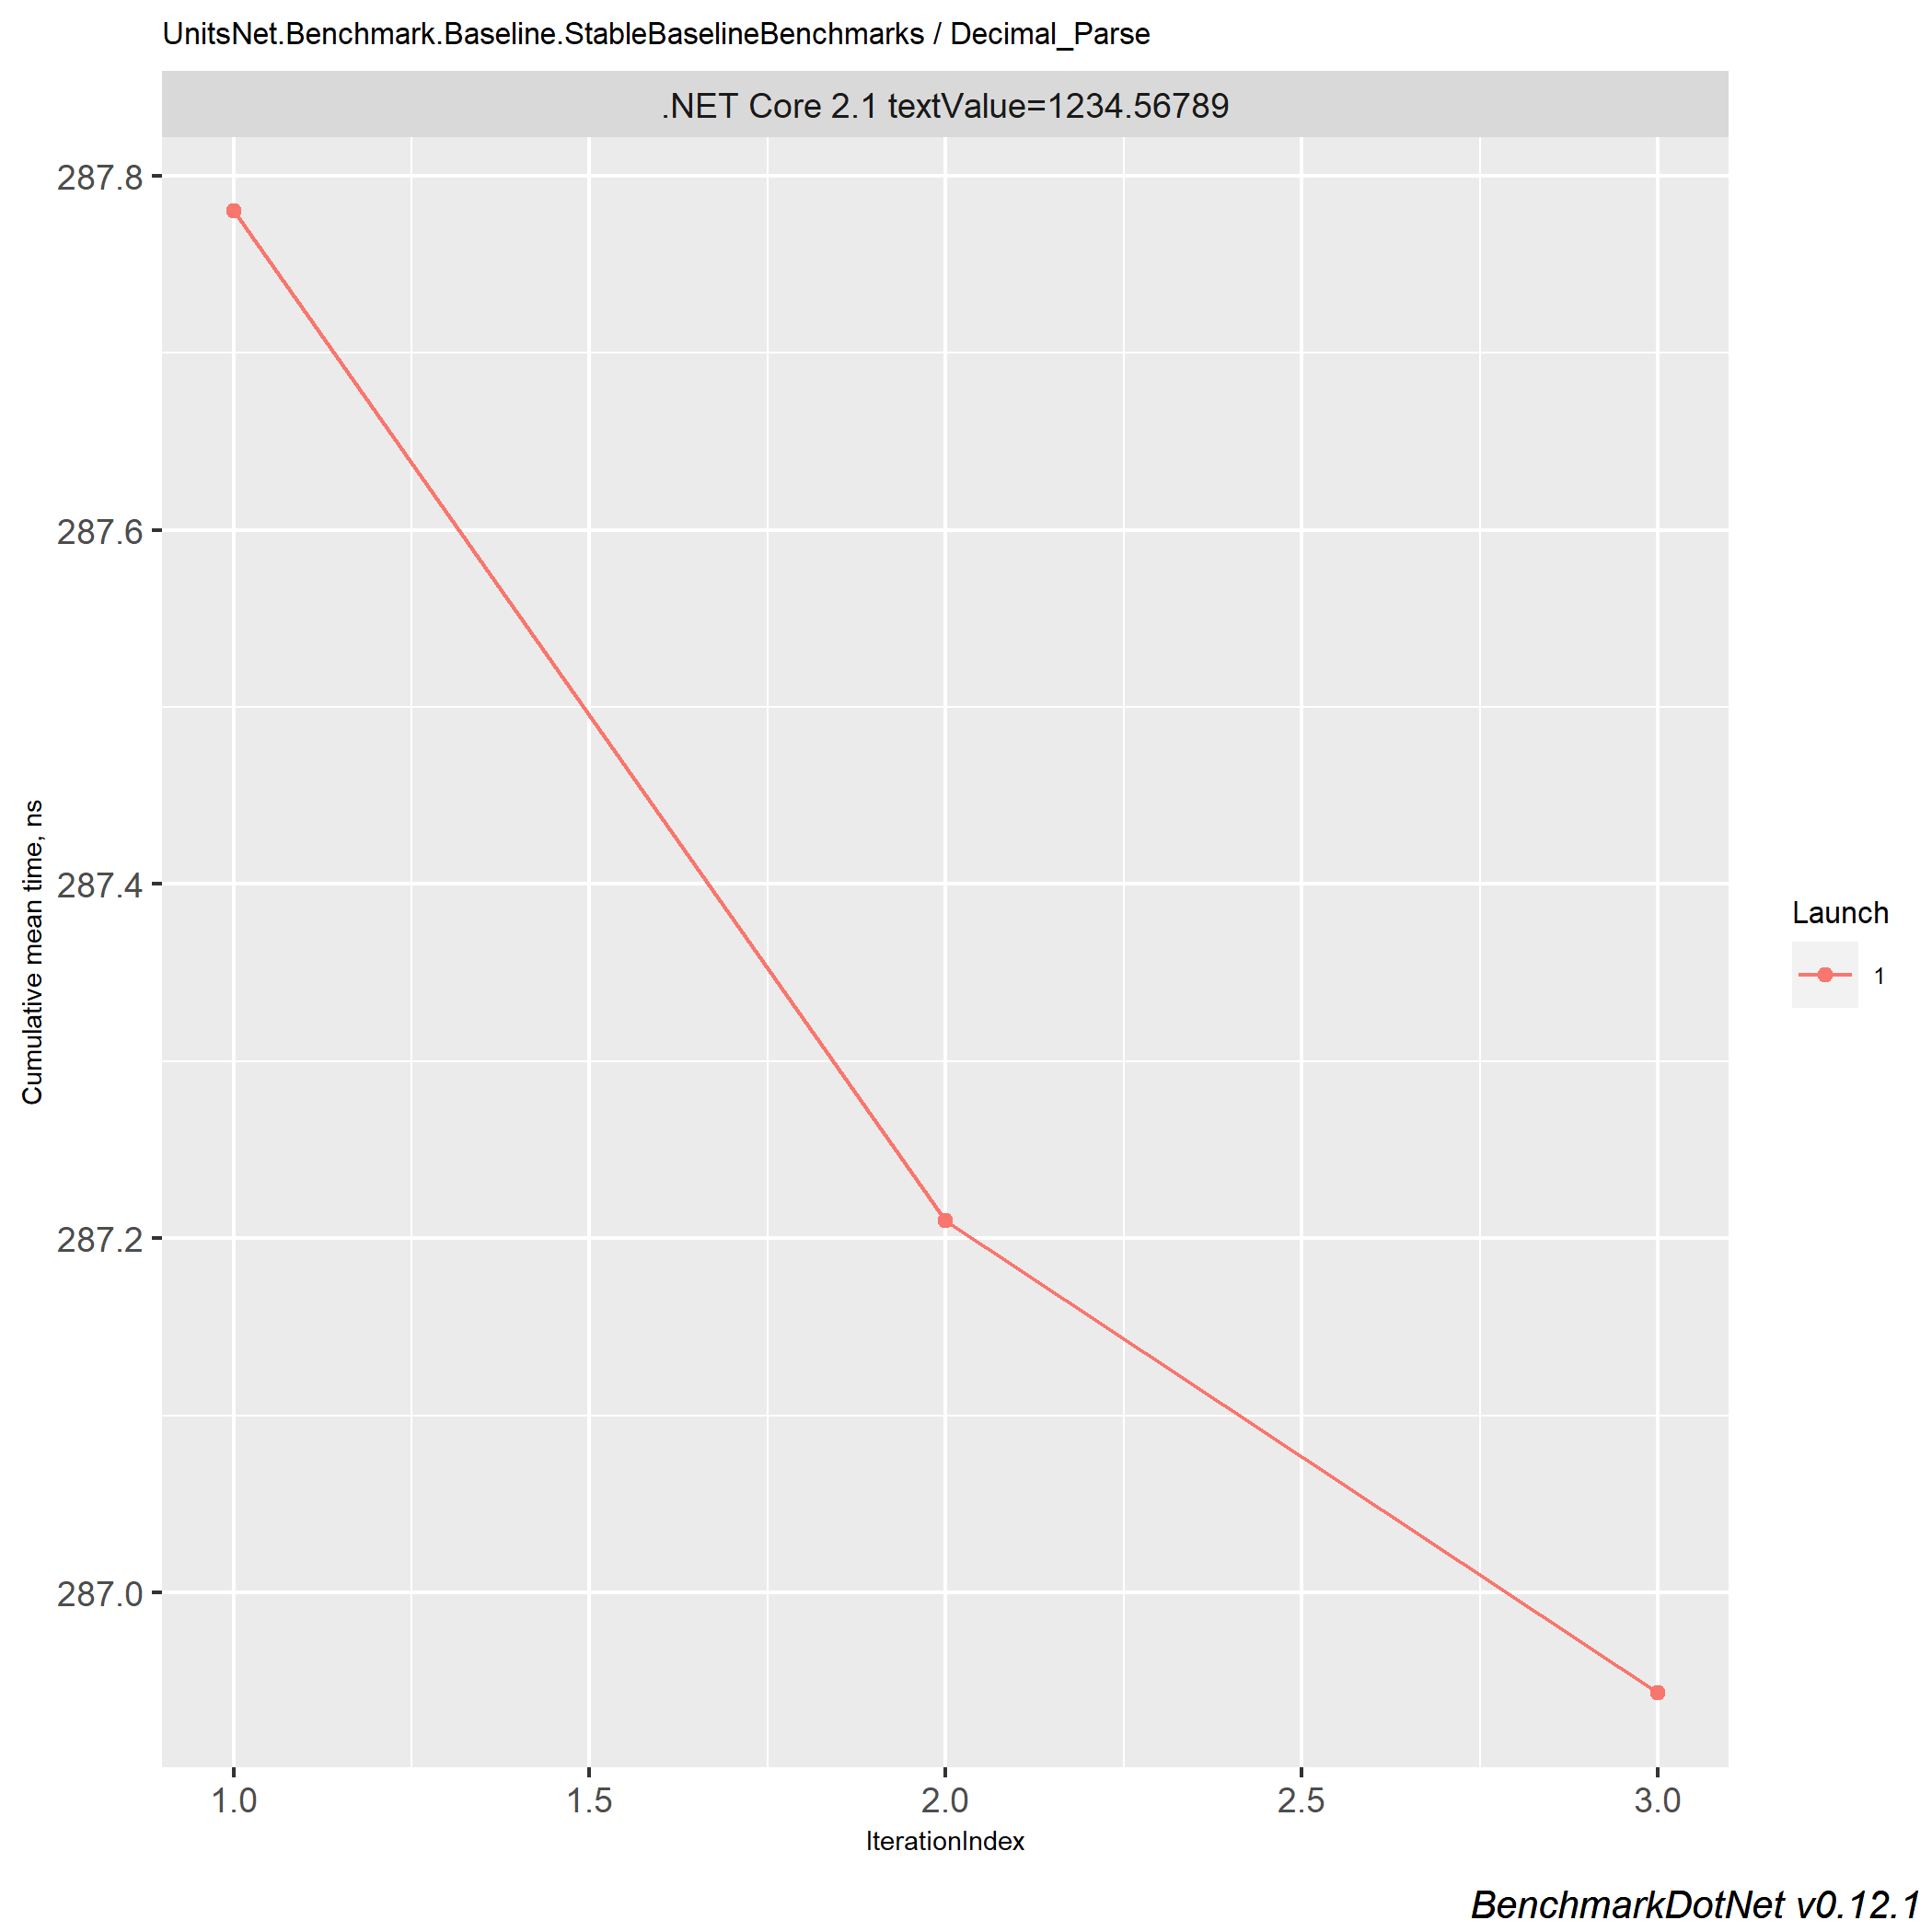 UnitsNet.Benchmark.Baseline.StableBaselineBenchmarks / Decimal_Parse
.NET Core 2.1 textValue=1234.56789
287.8
287.6
287.4
287.2
287.0
Cumulative mean time, ns
1.0 1.5 2.0 2.5 3.0
IterationIndex
Launch
1
BenchmarkDotNet v0.12.1